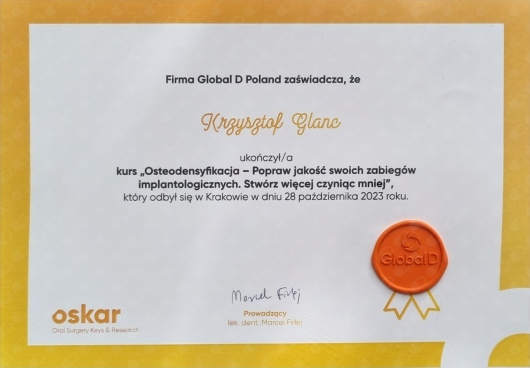 Firma Global D Poland zaświadcza, że
Krzysztof Glanc
ukończył/a
kurs „Osteodensyfikacja – Popraw jakość swoich zabiegów
implantologicznych. Stwórz więcej czyniąc mniej”,
który odbył się w Krakowie w dniu 28 października 2023 roku.
Global D
Marcel Firlej
oskar
Oral Surgery Keys & Research
Prowadzący
lek. dent. Marcel Firlej